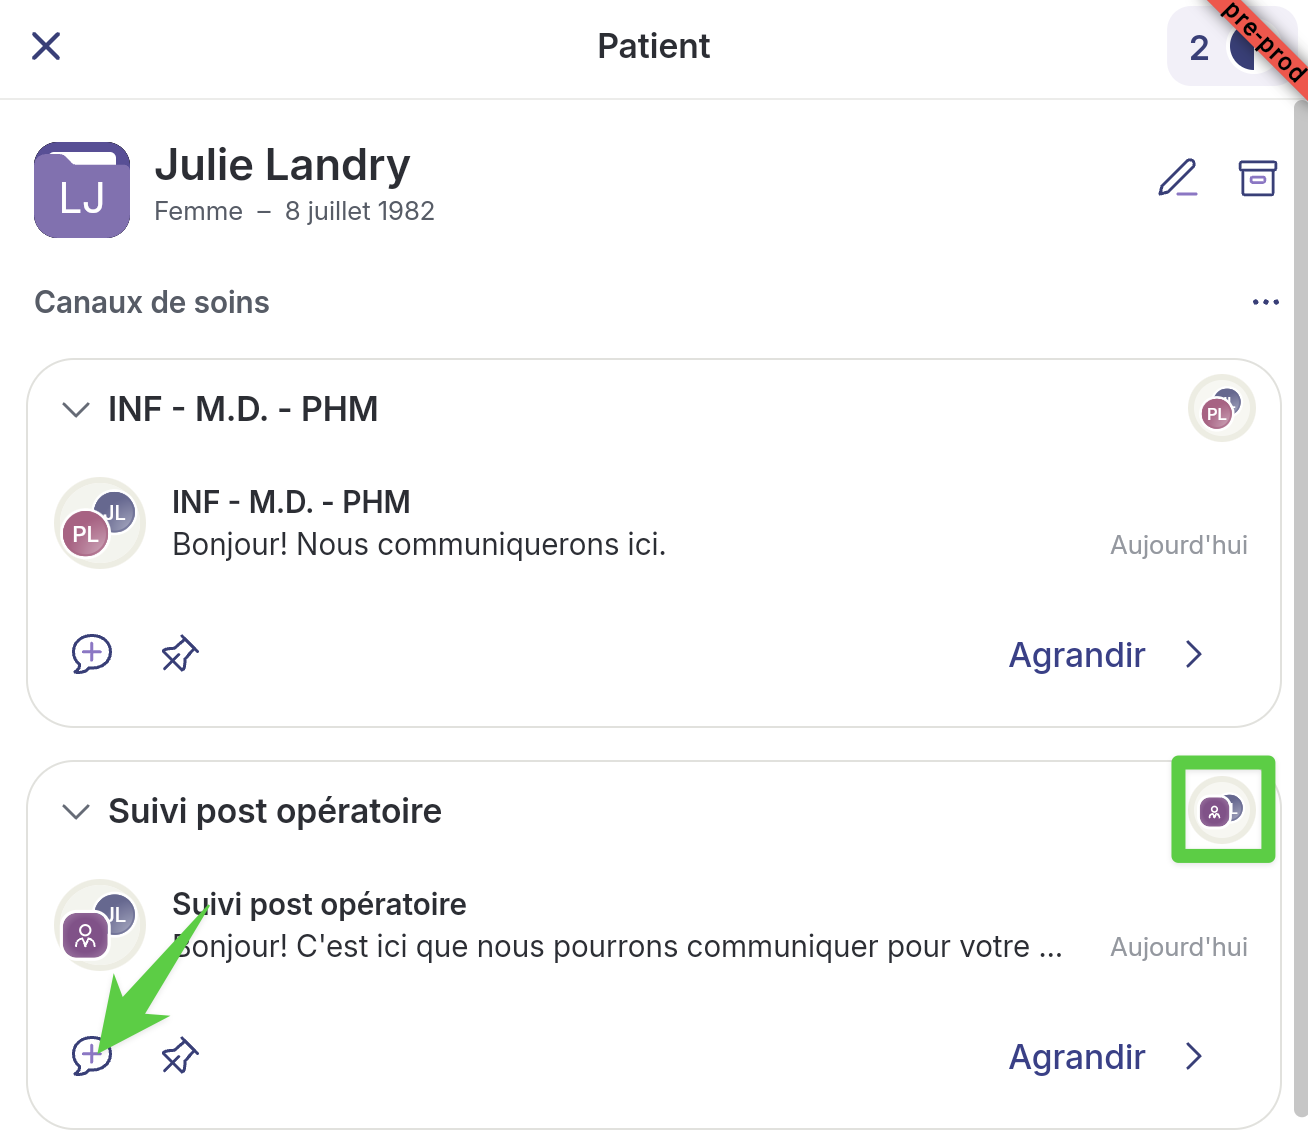 Patient
2
pre-prod
LJ
Julie Landry
Femme – 8 juillet 1982
Canaux de soins
...
INF - M.D. - PHM
PL
JL
PL
INF - M.D. - PHM
Bonjour! Nous communiquerons ici.
Aujourd'hui
Agrandir
Suivi post opératoire
JL
Suivi post opératoire
Bonjour! C'est ici que nous pourrons communiquer pour votre ...
Aujourd'hui
Agrandir